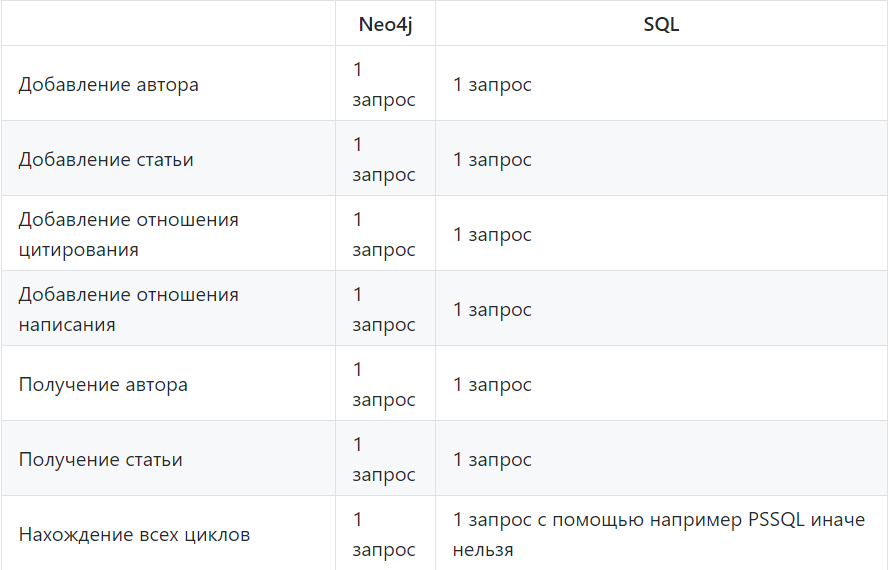 Neo4j SQL
Добавление автора 1 запрос 1 запрос
Добавление статьи 1 запрос 1 запрос
Добавление отношения цитирования 1 запрос 1 запрос
Добавление отношения написания 1 запрос 1 запрос
Получение автора 1 запрос 1 запрос
Получение статьи 1 запрос 1 запрос
Нахождение всех циклов 1 запрос 1 запрос с помощью например PSSQL иначе нельзя